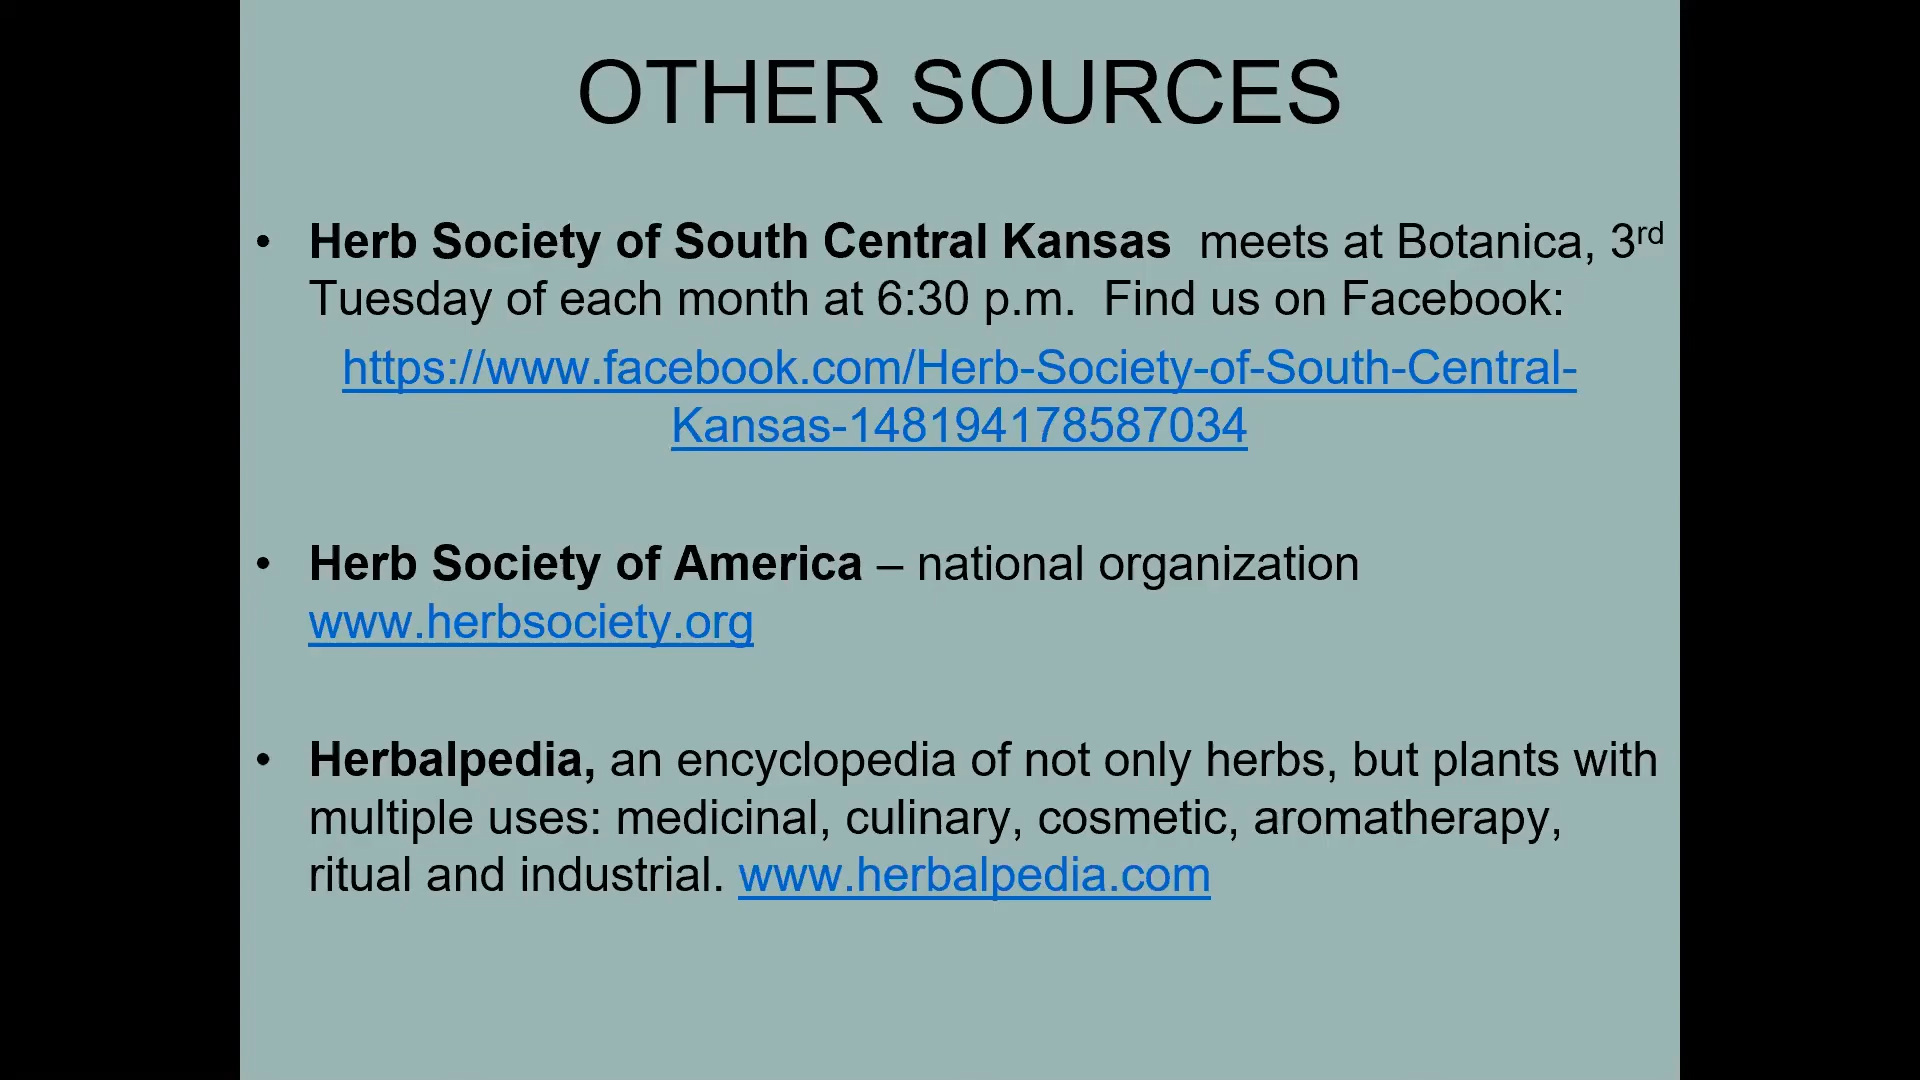 OTHER SOURCES
• Herb Society of South Central Kansas  meets at Botanica, 3rd
Tuesday of each month at 6:30 p.m.  Find us on Facebook:
https://www.facebook.com/Herb-Society-of-South-Central-
Kansas-148194178587034
• Herb Society of America – national organization
www.herbsociety.org
• Herbalpedia, an encyclopedia of not only herbs, but plants with
multiple uses: medicinal, culinary, cosmetic, aromatherapy,
ritual and industrial. www.herbalpedia.com